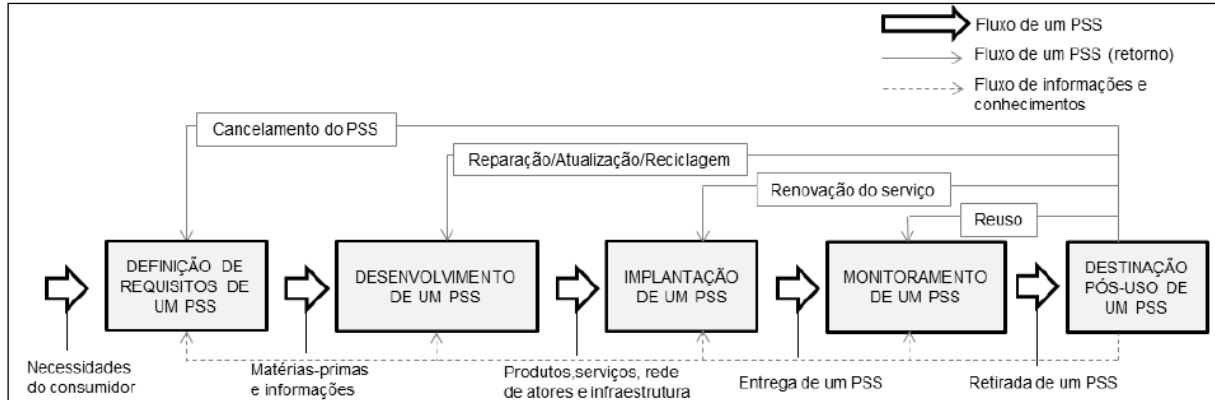 Fluxo de um PSS
Fluxo de um PSS (retorno)
Fluxo de informações e
conhecimentos
Cancelamento do PSS
Reparação/Atualização/Reciclagem
Renovação do serviço
Reuso
DEFINIÇÃO DE
REQUISITOS DE
UM PSS
DESENVOLVIMENTO
DE UM PSS
IMPLANTAÇÃO
DE UM PSS
MONITORAMENTO
DE UM PSS
DESTINAÇÃO
PÓS-USO DE
UM PSS
Necessidades
do consumidor
Matérias-primas
e informações
Produtos,serviços, rede
de atores e infraestrutura
Entrega de um PSS
Retirada de um PSS